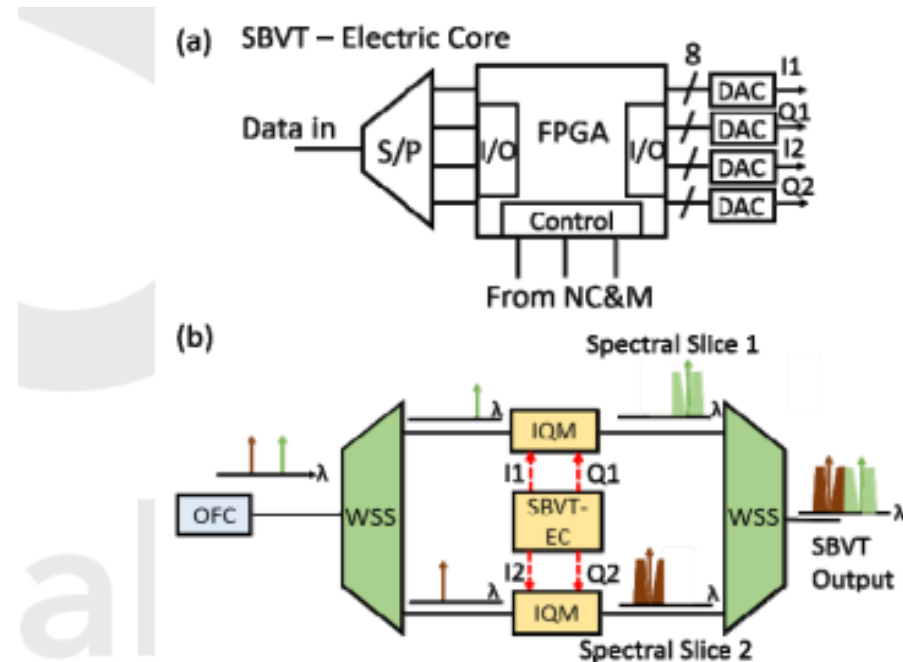 (a) SBVT – Electric Core
Data in
S/P
I/O
FPGA
I/O
Control
8
DAC I1
DAC Q1
DAC I2
DAC Q2
From NC&M
(b)
Spectral Slice 1
λ
λ
λ
OFC
WSS
IQM
I1 Q1
SBVT-
EC
I2 Q2
IQM
WSS
λ
λ
λ
SBVT
Output
Spectral Slice 2
al